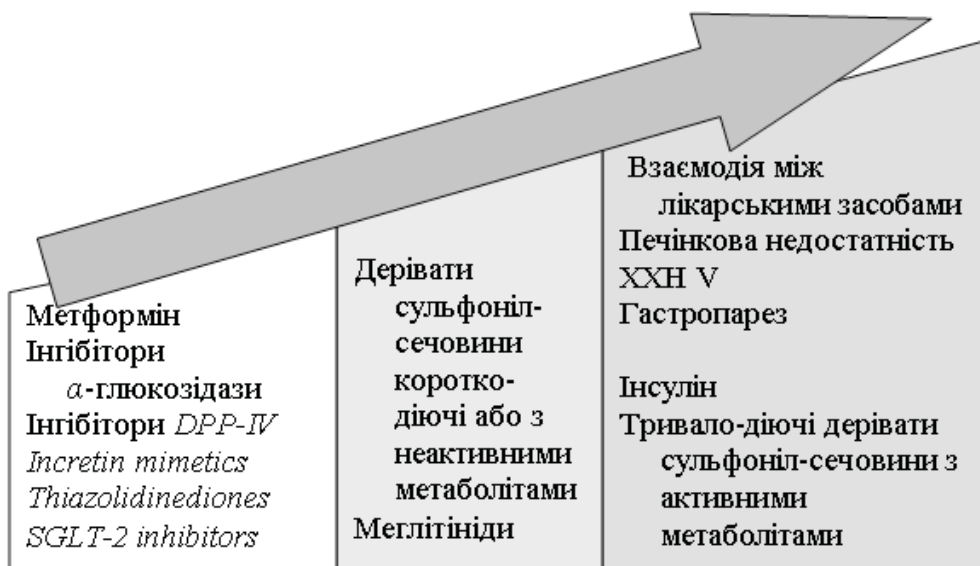 Метформін
Інгібітори
α-глюкозідази
Інгібітори DPP-IV
Incretin mimetics
Thiazolidinediones
SGLT-2 inhibitors
Дерівати
сульфоніл-
сечовини
коротко-
діючі або з
неактивними
метаболітами
Меглітініди
Взаємодія між
лікарськими засобами
Печінкова недостатність
ХХН V
Гастропарез
Інсулін
Тривало-діючі дерівати
сульфоніл-сечовини з
активними
метаболітами